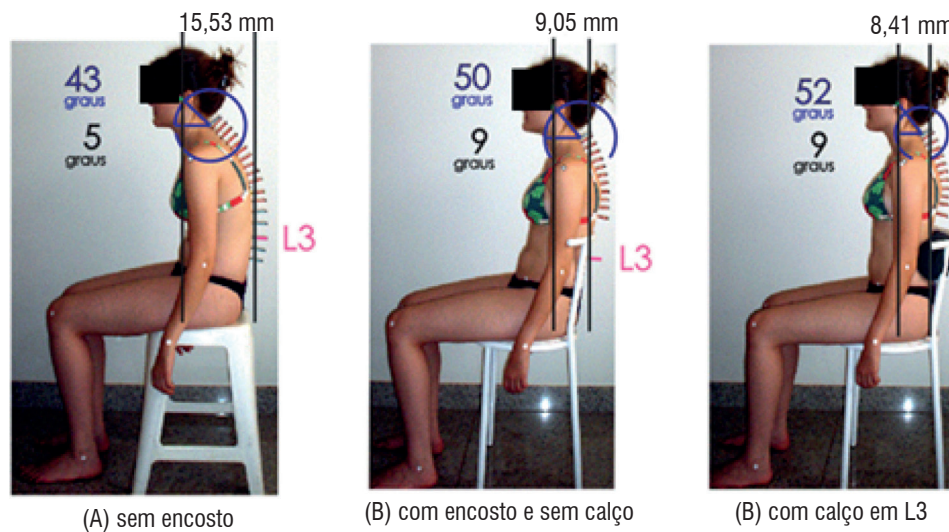 15,53 mm
43
graus
5
graus
L3
(A) sem encosto
9,05 mm
50
graus
9
graus
L3
(B) com encosto e sem calço
8,41 mm
52
graus
9
graus
(B) com calço em L3